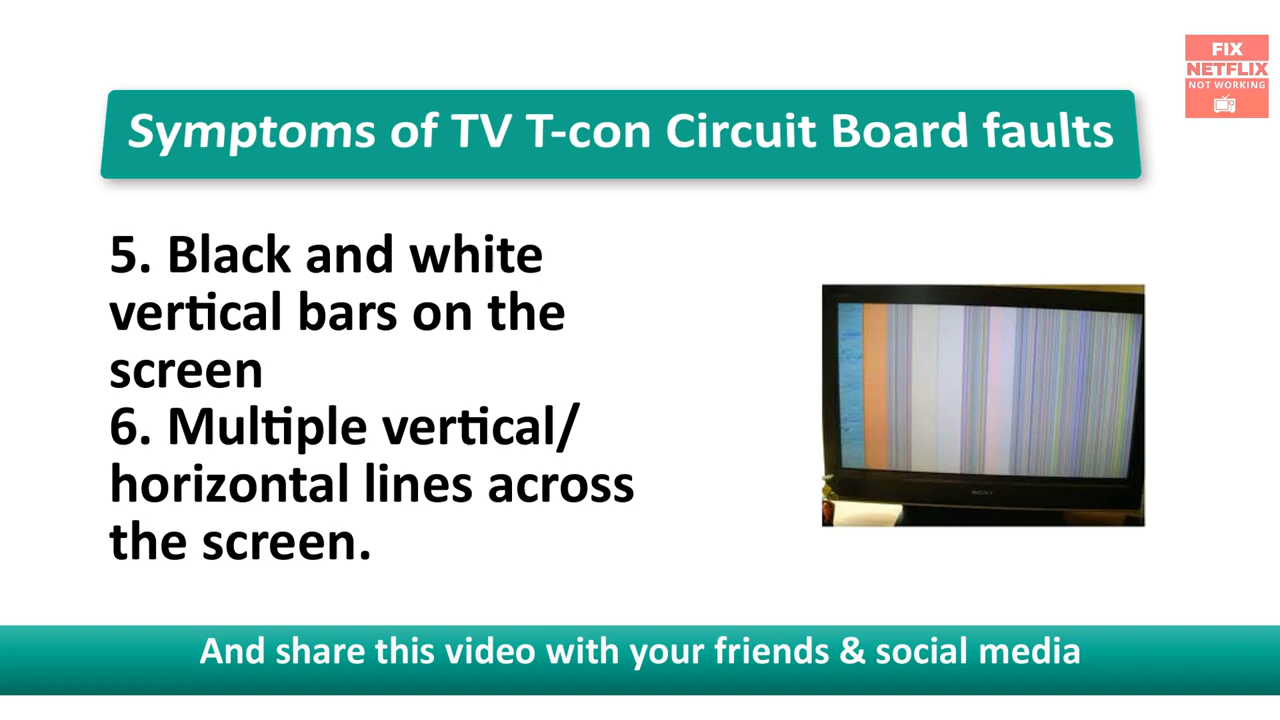 FIX
NETFLIX
NOT WORKING
Symptoms of TV T-con Circuit Board faults
5. Black and white
vertical bars on the
screen
6. Multiple vertical/
horizontal lines across
the screen.
SONY
And share this video with your friends & social media